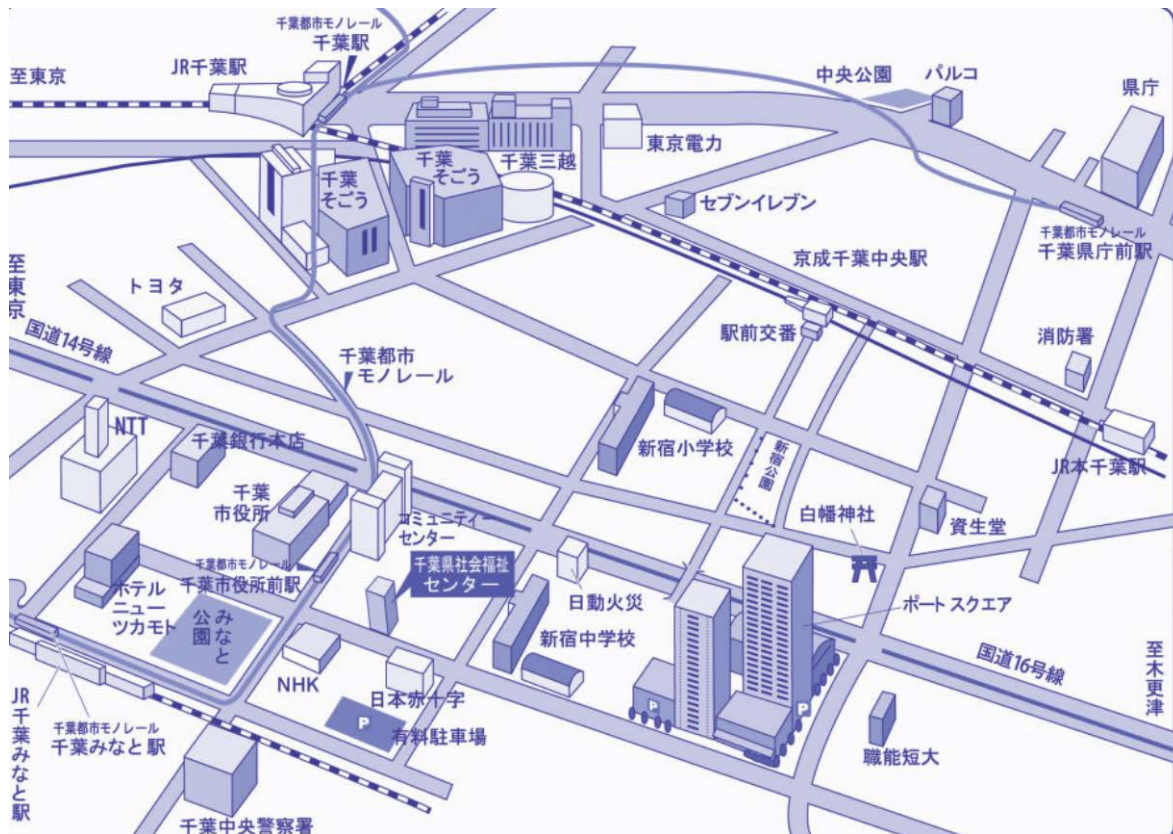 千葉都市モノレール
千葉駅
JR千葉駅
至東京
中央公園
パルコ
県庁
千葉
そごう
千葉三越
東京電力
千葉
そごう
セブンイレブン
千葉都市モノレール
千葉県庁前駅
京成千葉中央駅
至東京
トヨタ
国道14号線
駅前交番
消防署
千葉都市
モノレール
NTT
千葉銀行本店
新宿小学校
新宿公園
JR本千葉駅
千葉
市役所
コミュニティー
センター
白幡神社
資生堂
千葉都市モノレール
千葉市役所前駅
千葉県社会福祉
センター
ホテル
ニュー
ツカモト
みなと
公園
日動火災
ポートスクエア
新宿中学校
国道16号線
至木更津
NHK
日本赤十字
P
有料駐車場
P
P
職能短大
JR千葉みなと駅
千葉都市モノレール
千葉みなと駅
千葉中央警察署